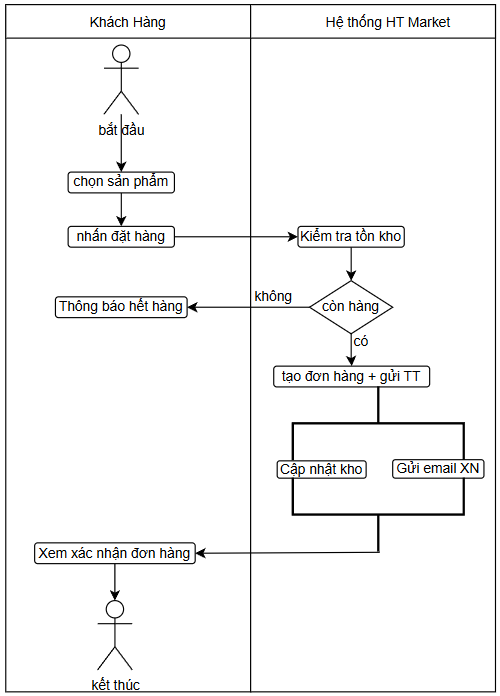 Khách Hàng
Hệ thống HT Market
bắt đầu
chọn sản phẩm
nhấn đặt hàng
Kiểm tra tồn kho
không
Thông báo hết hàng
còn hàng
có
tạo đơn hàng + gửi TT
Cập nhật kho
Gửi email XN
Xem xác nhận đơn hàng
kết thúc